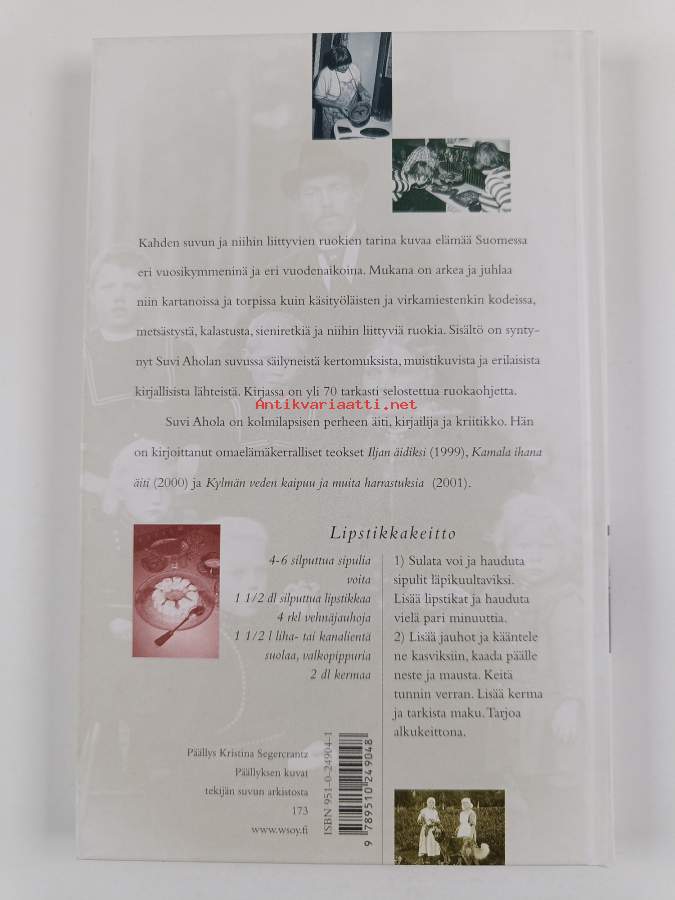 Kahden suvun ja niihin liittyvien ruokien tarina kuvaa elämää Suomessa
eri vuosikymmeninä ja eri vuodenaikoina. Mukana on arkea ja juhlaa
niin kartanoissa ja torpissa kuin käsityöläisten ja virkamiestenkin kodeissa,
metsästystä, kalastusta, sieniretkiä ja niihin liittyviä ruokia. Sisältö on synty-
nyt Suvi Aholan suvussa säilyneistä kertomuksista, muistikuvista ja erilaisista
kirjallisista lähteistä. Kirjassa on yli 70 tarkasti selostettua ruokaohjetta.
Antikvariaatti.net
Suvi Ahola on kolmilapsisen perheen äiti, kirjailija ja kriitikko. Hän
on kirjoittanut omaelämäkerralliset teokset Iljan äidiksi (1999), Kamala ihana
äiti (2000) ja Kylmän veden kaipuu ja muita harrastuksia (2001).
Lipstikkakeitto
4-6 silputtua sipulia
voita
1 1/2 dl silputtua lipstikkaa
4 rkl vehnäjauhoja
1 1/2 l liha- tai kanalientä
suolaa, valkopippuria
2 dl kermaa
1) Sulata voi ja hauduta
sipulit läpikuultaviksi.
Lisää lipstikat ja hauduta
vielä pari minuuttia.
2) Lisää jauhot ja kääntele
ne kasviksiin, kaada päälle
neste ja mausta. Keitä
tunnin verran. Lisää kerma
ja tarkista maku. Tarjoa
alkukeittona.
Päällys Kristina Segercrantz
Päällyksen kuvat
tekijän suvun arkistosta
173
www.wsoy.fi
ISBN 951-0-24904-1
9 789510 249048